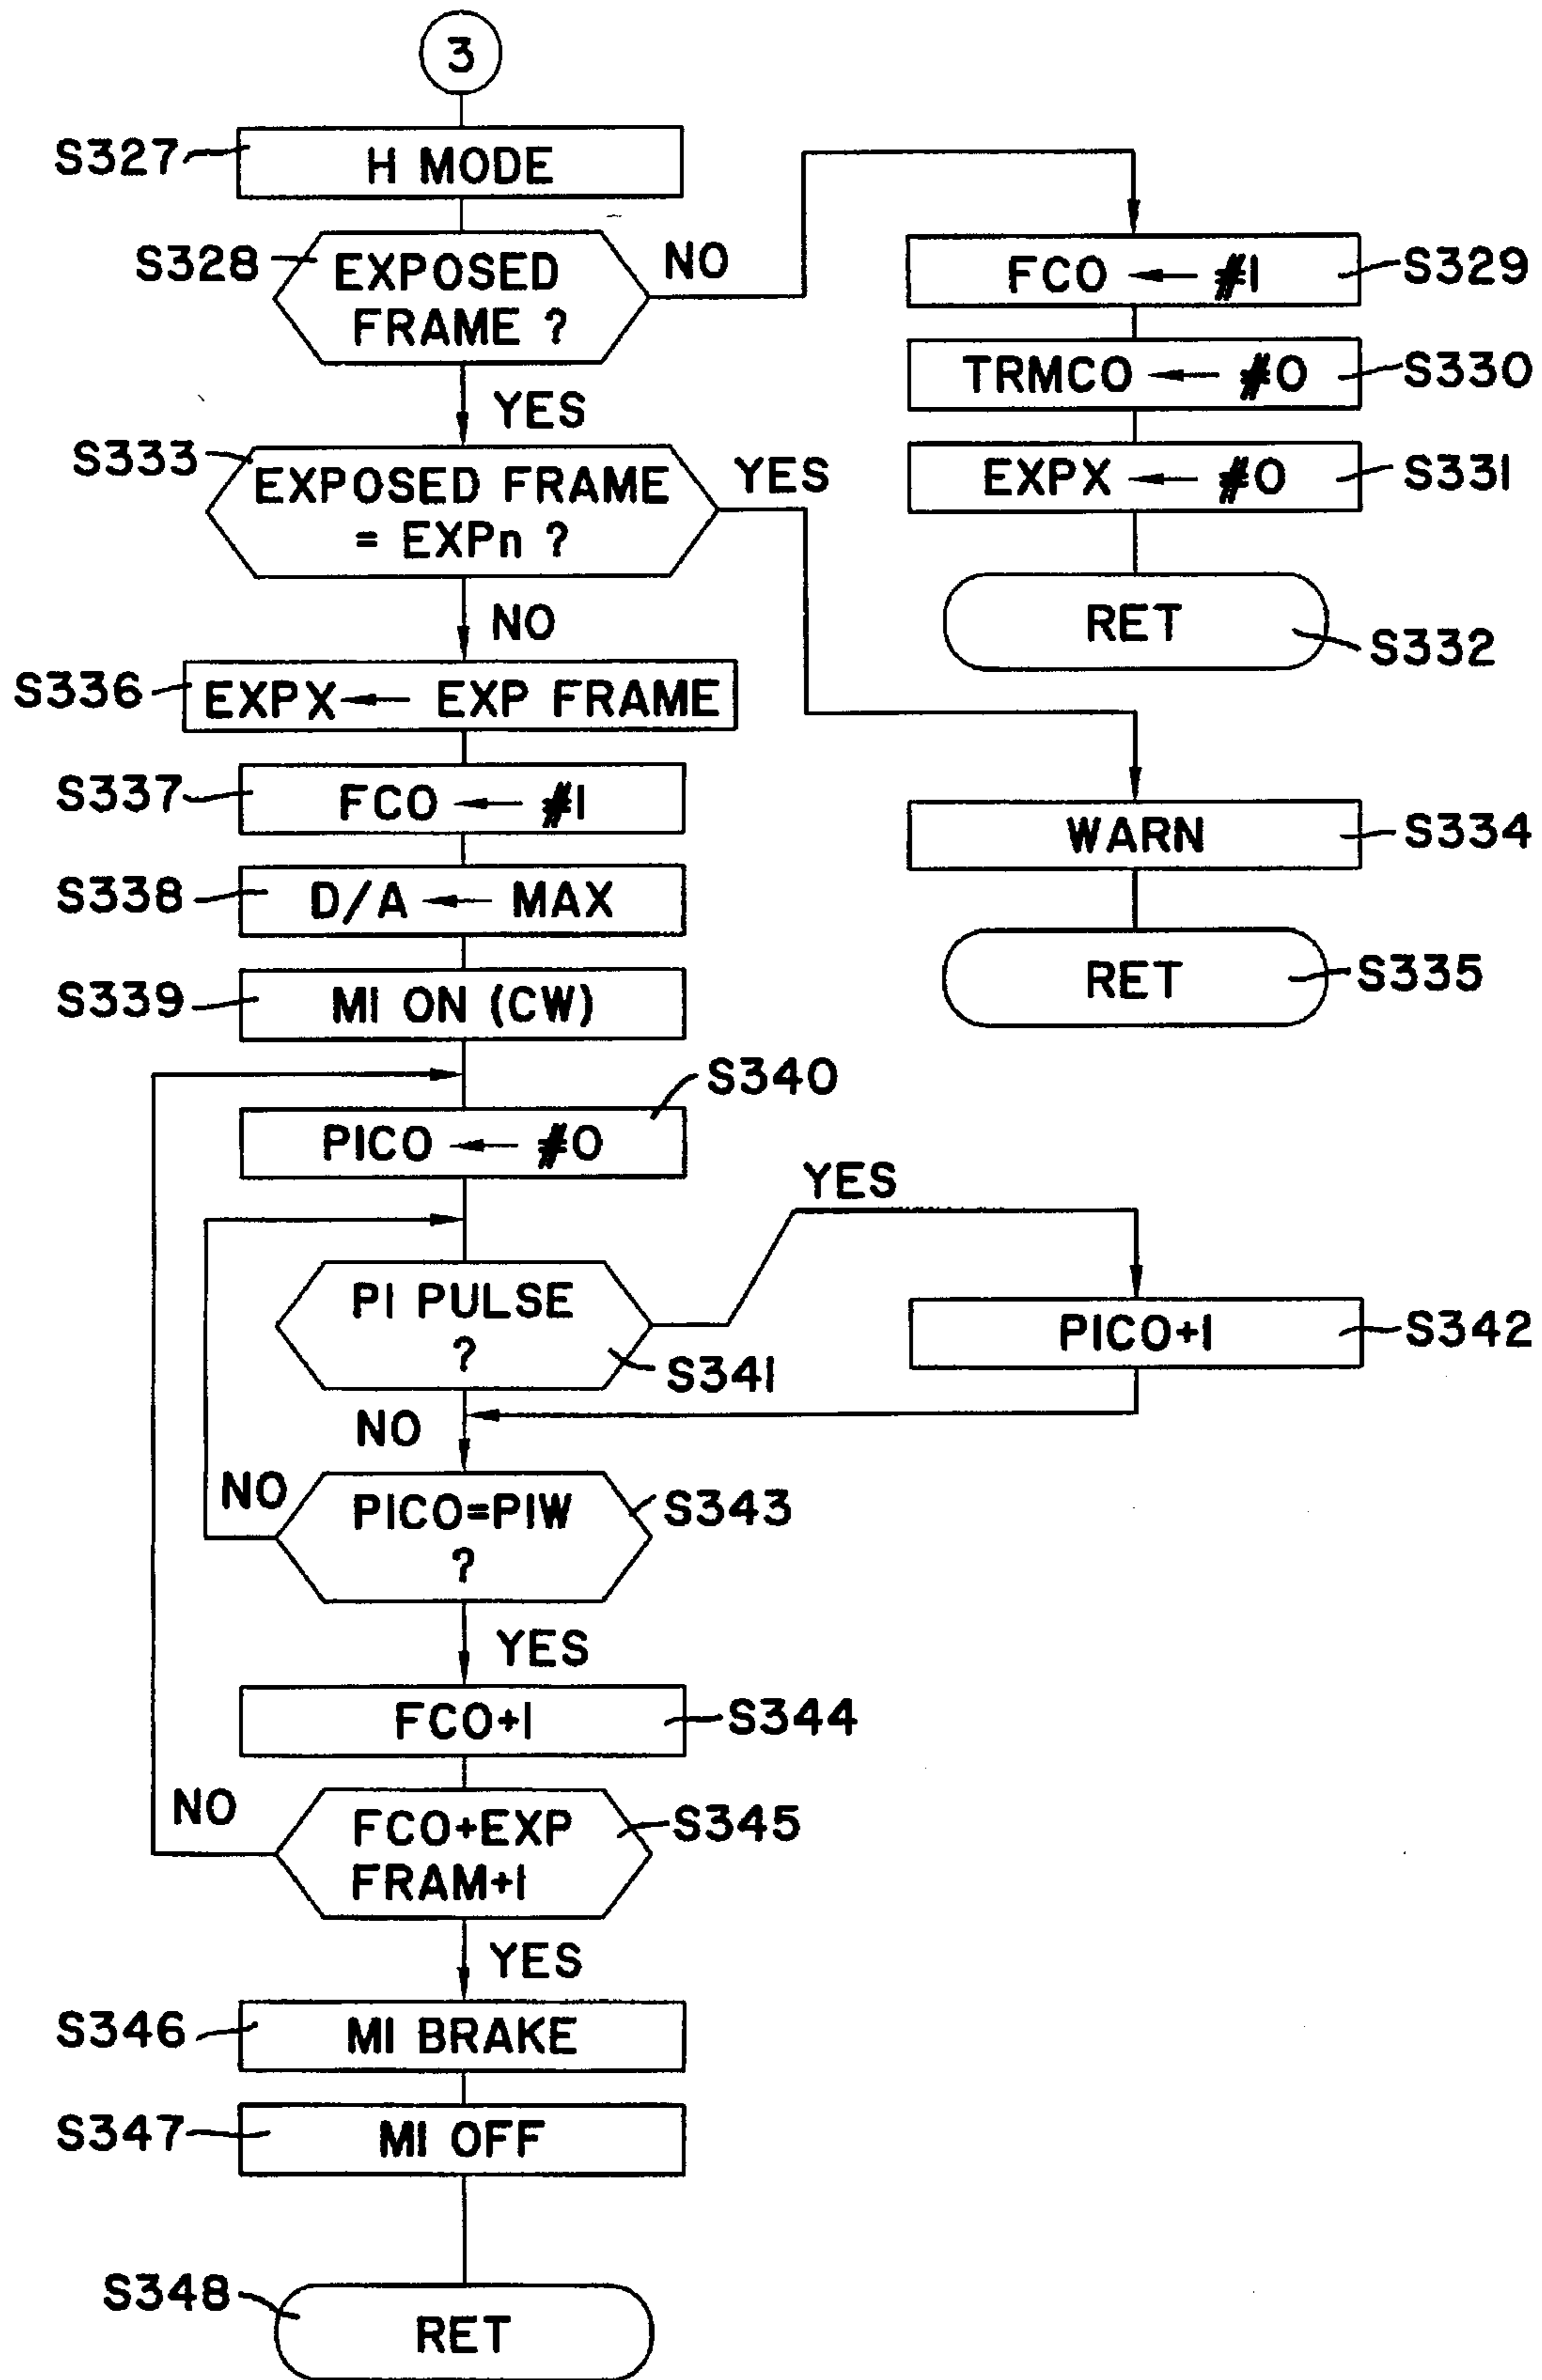 3
S327
H MODE
S328
EXPOSED
FRAME ?
NO
YES
FCO ← #1
S329
TRMCO ← #0
S330
EXPX ← #0
S331
RET
S332
S333
EXPOSED FRAME
= EXPn ?
YES
NO
WARN
S334
RET
S335
S336
EXPX ← EXP FRAME
S337
FCO ← #1
S338
D/A ← MAX
S339
MI ON (CW)
S340
PICO ← #0
YES
PI PULSE
?
S341
NO
PICO+1
S342
NO
PICO=PIW
?
S343
YES
FCO+1
S344
NO
FCO+EXP
FRAM+1
S345
YES
S346
MI BRAKE
S347
MI OFF
S348
RET